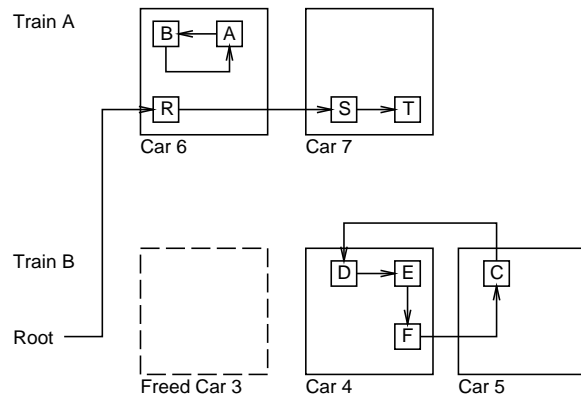 Train A
B A
R S T
Car 6 Car 7
Train B
D E C
Root F
Freed Car 3 Car 4 Car 5